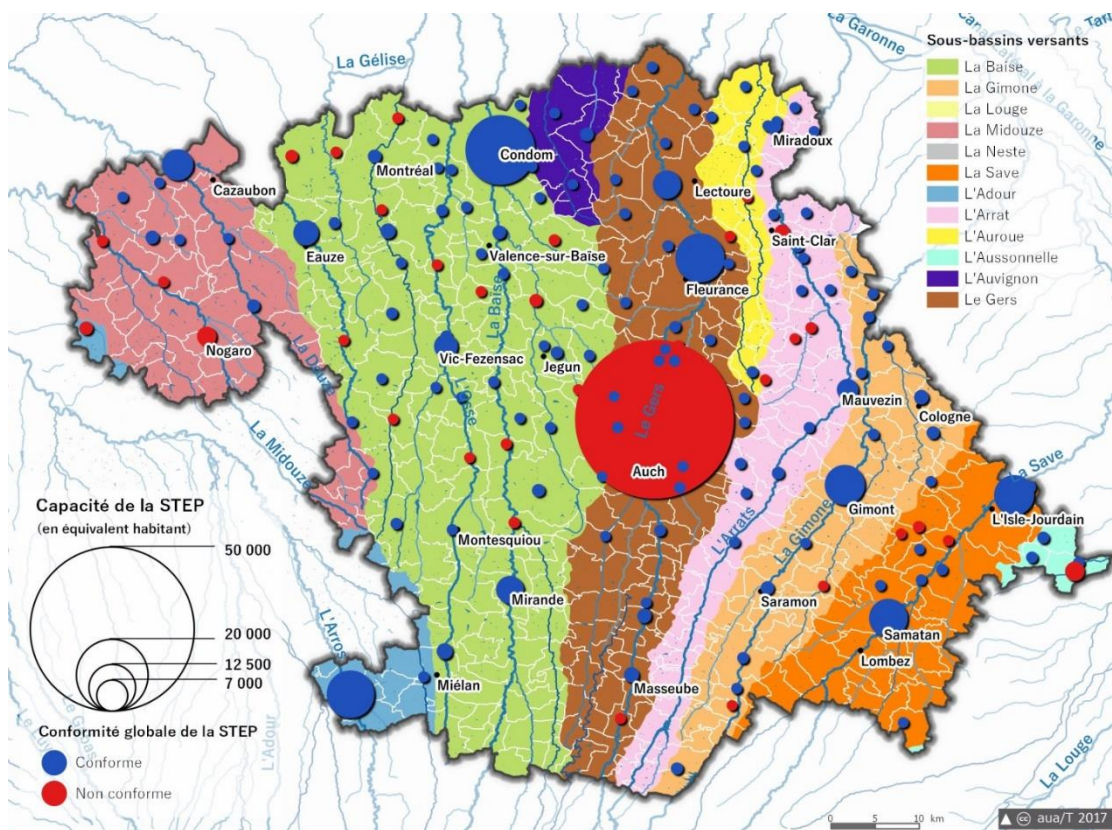 La Gélise
La Garonne
Canal Latéral à la Garonne
Le Tarn
Sous-bassins versants
La Baïse
La Gimone
La Louge
La Midouze
La Neste
La Save
L'Adour
L'Arrat
L'Auroue
L'Aussonnelle
L'Auvignon
Le Gers
Condom
Miradoux
Montréal
Cazaubon
Lectoure
Saint-Clar
Eauze
Valence-sur-Baïse
Fleurance
La Baïse
Nogaro
La Douze
Vic-Fezensac
Jegun
L'Osse
Le Gers
Mauvezin
Cologne
La Midouze
Auch
La Save
Gimont
L'Isle-Jourdain
Capacité de la STEP
(en équivalent habitant)
50 000
20 000
12 500
7 000
Montesquiou
L'Arrats
La Gimone
Mirande
Saramon
Samatan
L'Arros
Lombez
Miélan
Masseube
L'Adour
Conformité globale de la STEP
Conforme
Non conforme
La Louge
0 5 10 km
cc aua/T 2017